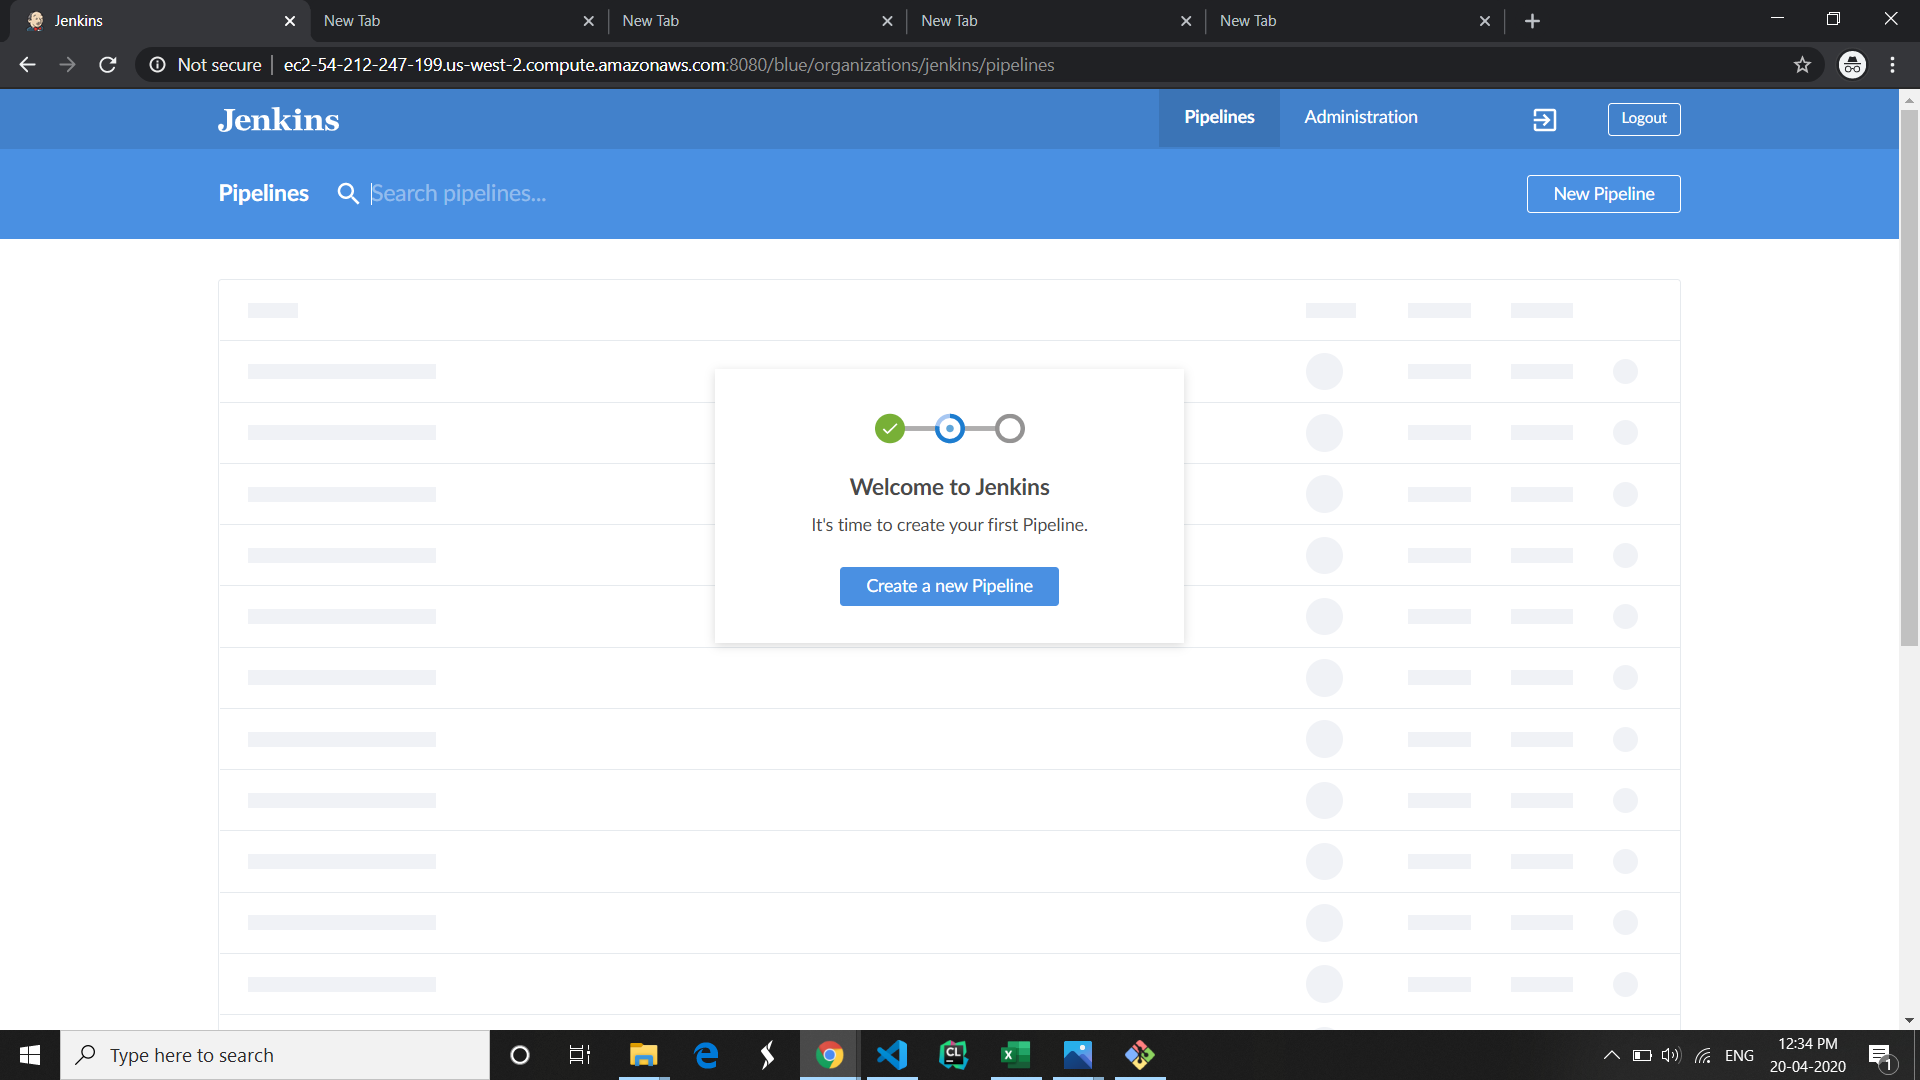 Jenkins
New Tab
New Tab
New Tab
New Tab
Not secure
ec2-54-212-247-199.us-west-2.compute.amazonaws.com:8080/blue/organizations/jenkins/pipelines
Jenkins
Pipelines
Administration
Logout
Pipelines
Search pipelines...
New Pipeline
Welcome to Jenkins
It's time to create your first Pipeline.
Create a new Pipeline
Type here to search
CL
ENG
12:34 PM
20-04-2020
1